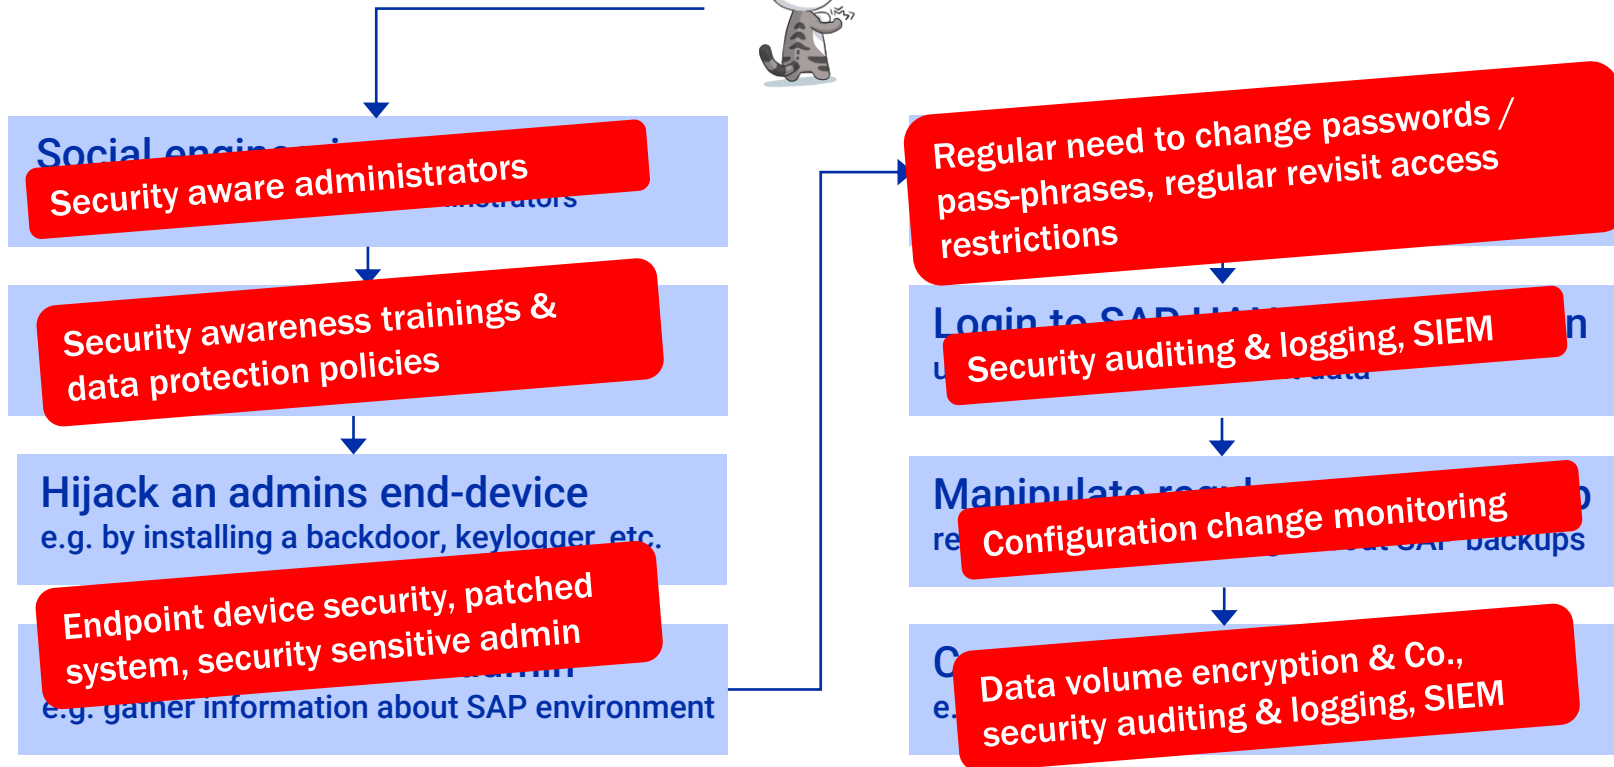 Social
Security aware administrators
Security awareness trainings &
data protection policies
Hijack an admins end-device
e.g. by installing a backdoor, keylogger, etc.
Endpoint device security, patched
system, security sensitive admin
e.g. gather information about SAP environment
Regular need to change passwords /
pass-phrases, regular revisit access
restrictions
Login to SAP
Security auditing & logging, SIEM
data
Manipulate
Configuration change monitoring
SAP backups
Data volume encryption & Co.,
security auditing & logging, SIEM